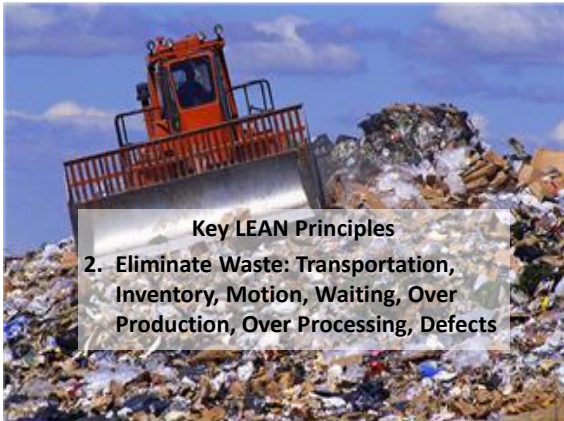 Key LEAN Principles
2. Eliminate Waste: Transportation,
Inventory, Motion, Waiting, Over
Production, Over Processing, Defects